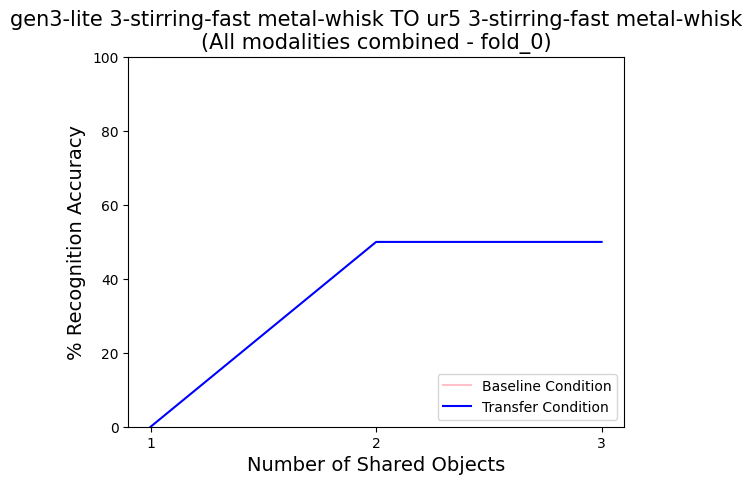 gen3-lite 3-stirring-fast metal-whisk TO ur5 3-stirring-fast metal-whisk
(All modalities combined - fold_0)
100
80
60
40
20
0
% Recognition Accuracy
Baseline Condition
Transfer Condition
1
2
3
Number of Shared Objects